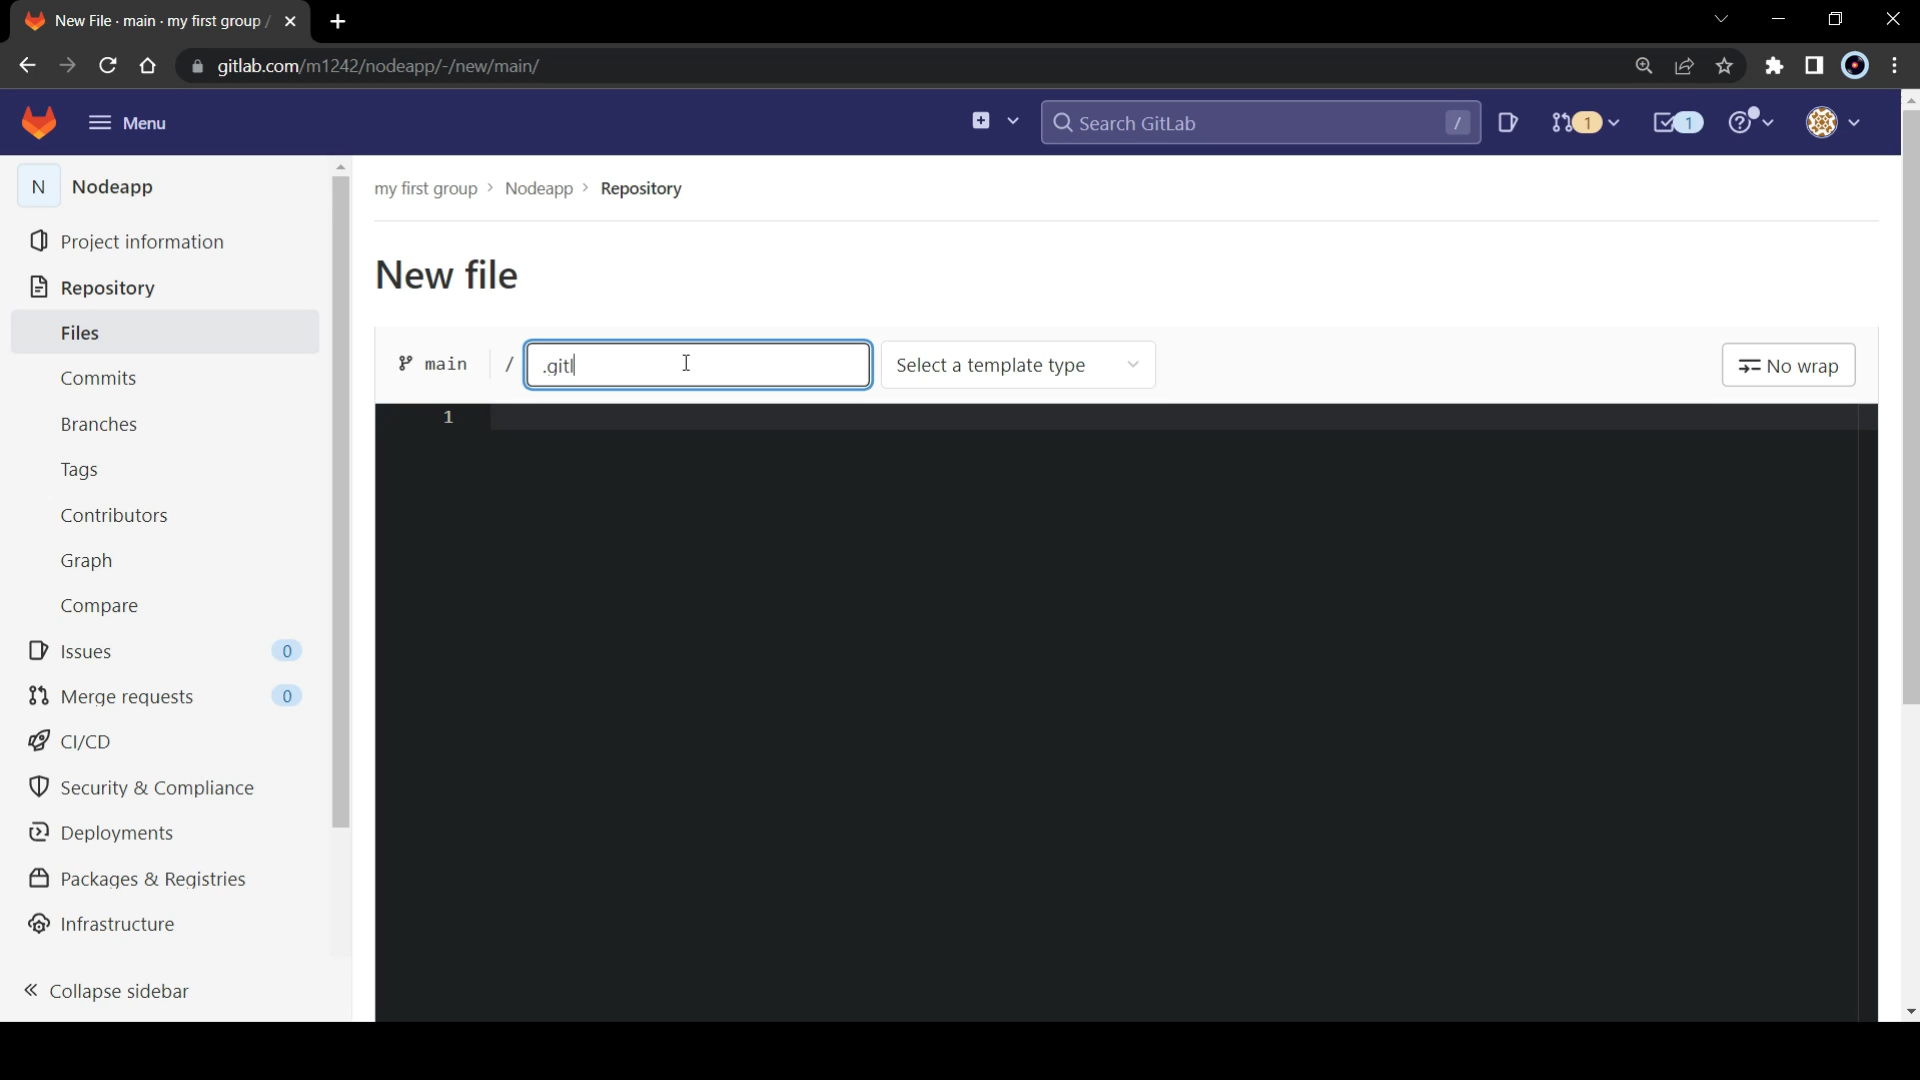 New File · main · my first group /
gitlab.com/m1242/nodeapp/-/new/main/
Menu
Search GitLab
/
1
1
N
Nodeapp
my first group > Nodeapp > Repository
Project information
Repository
Files
Commits
Branches
Tags
Contributors
Graph
Compare
Issues 0
Merge requests 0
CI/CD
Security & Compliance
Deployments
Packages & Registries
Infrastructure
« Collapse sidebar
New file
main / .gitl
Select a template type
No wrap
1